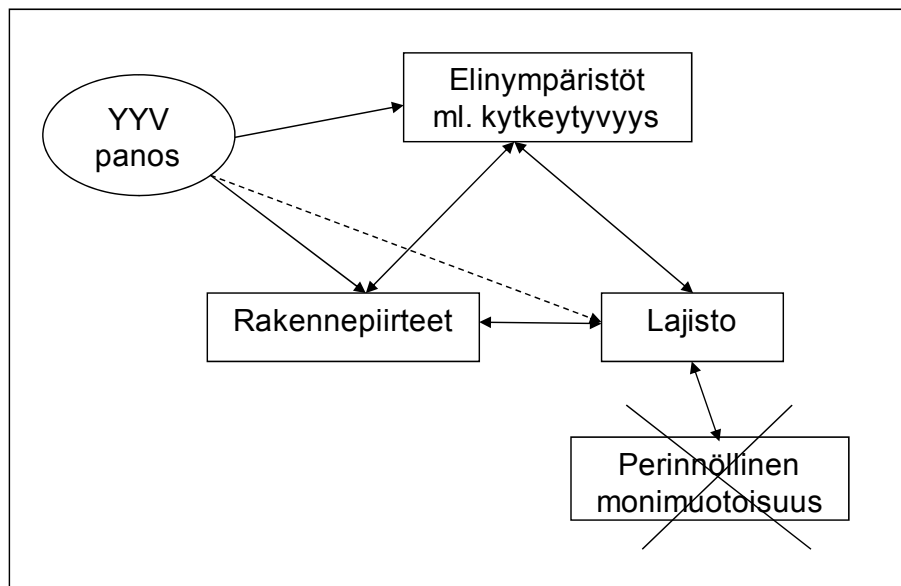 YYV
panos
Elinympäristöt
ml. kytkeytyvyys
Rakennepiirteet
Lajisto
Perinnöllinen
monimuotoisuus